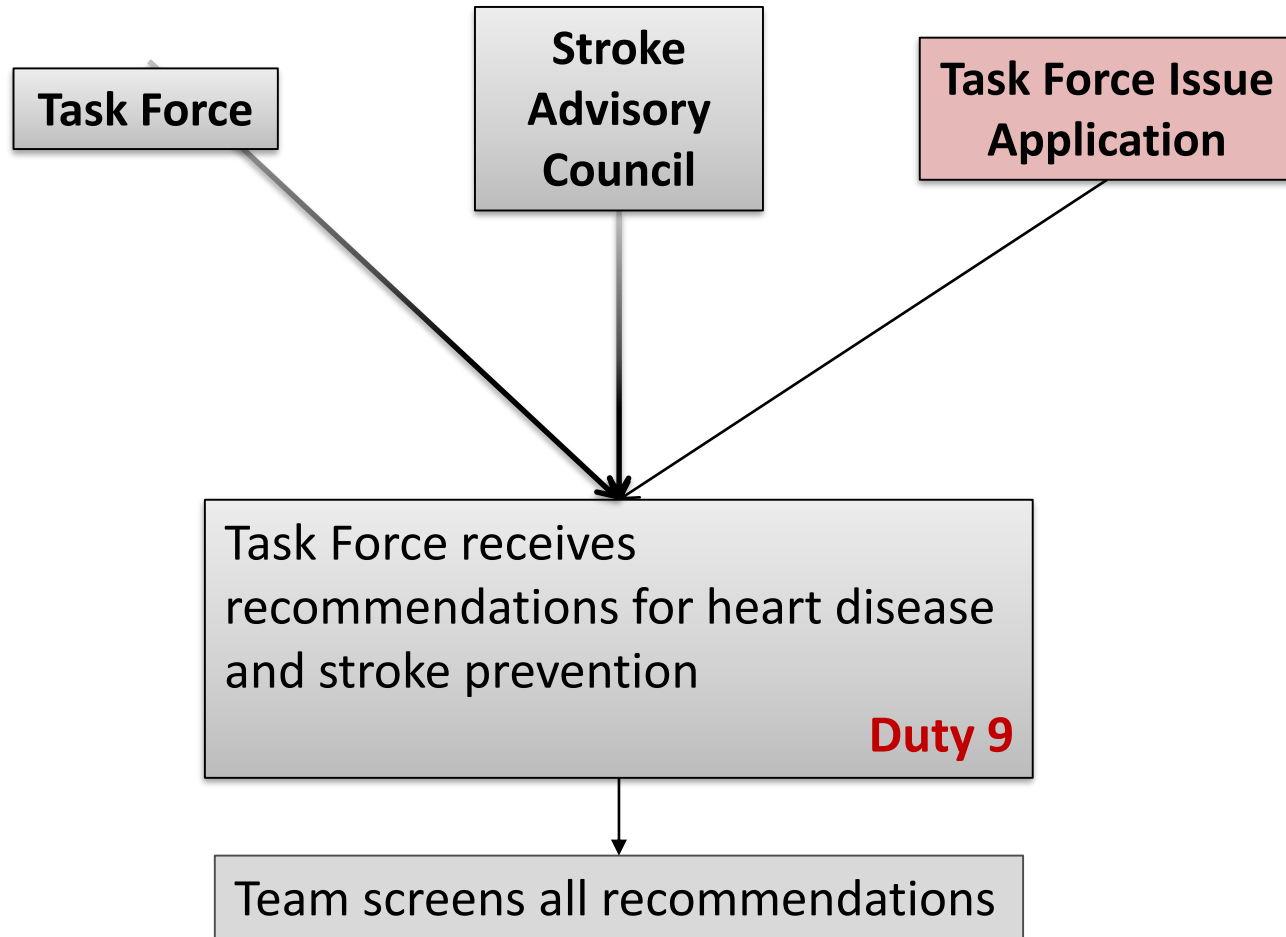 Task Force
Stroke
Advisory
Council
Task Force Issue
Application
Task Force receives
recommendations for heart disease
and stroke prevention
Duty 9
Team screens all recommendations